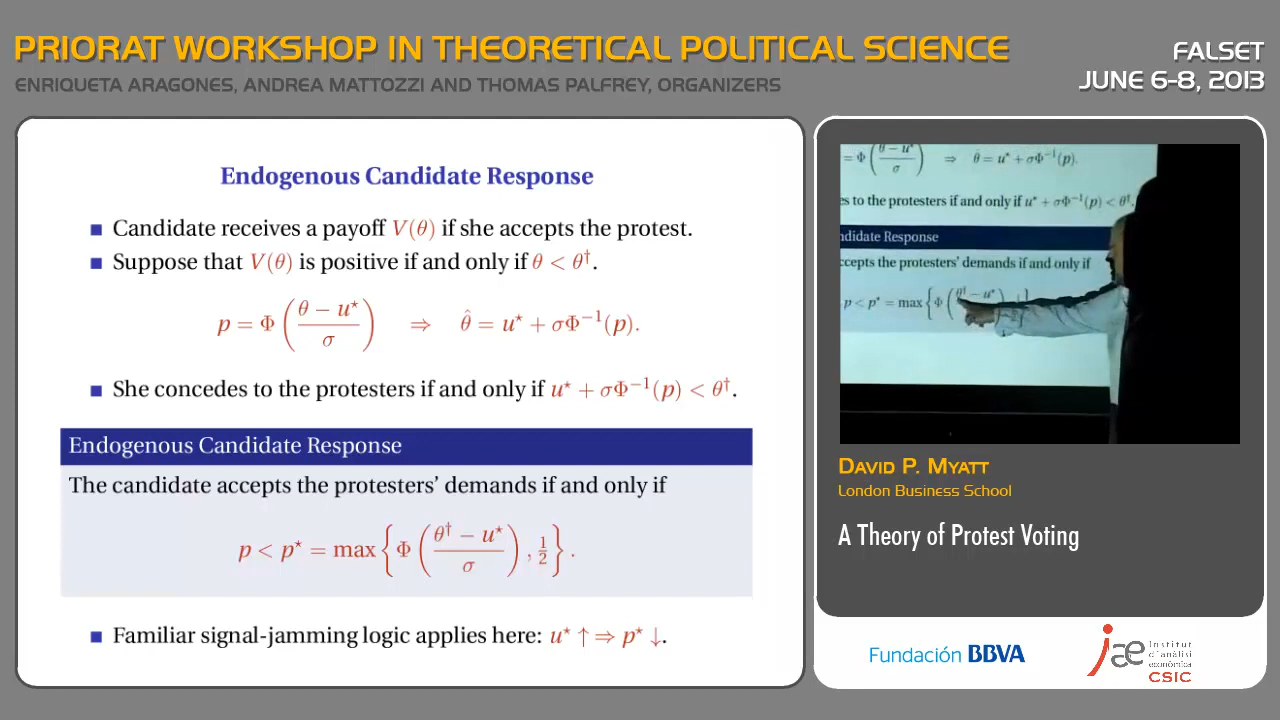 PRIORAT WORKSHOP IN THEORETICAL POLITICAL SCIENCE
ENRIQUETA ARAGONES, ANDREA MATTOZZI AND THOMAS PALFREY, ORGANIZERS
FALSET
JUNE 6-8, 2013
Endogenous Candidate Response
■ Candidate receives a payoff V(θ) if she accepts the protest.
■ Suppose that V(θ) is positive if and only if θ < θ†.
p = Φ((θ − u⋆)/σ) ⇒ θ̂ = u⋆ + σΦ⁻¹(p).
■ She concedes to the protesters if and only if u⋆ + σΦ⁻¹(p) < θ†.
Endogenous Candidate Response
The candidate accepts the protesters' demands if and only if
p < p⋆ = max{Φ((θ† − u⋆)/σ), 1/2}.
■ Familiar signal-jamming logic applies here: u⋆ ↑ ⇒ p⋆ ↓.
= Φ((θ − u⋆)/σ) ⇒ θ̂ = u⋆ + σΦ⁻¹(p).
es to the protesters if and only if u⋆ + σΦ⁻¹(p) < θ†.
ndidate Response
ccepts the protesters' demands if and only if
p < p⋆ = max{Φ(θ† − u⋆
DAVID P. MYATT
London Business School
A Theory of Protest Voting
Fundación BBVA
iae Institut
d'anàlisi
econòmica
CSIC